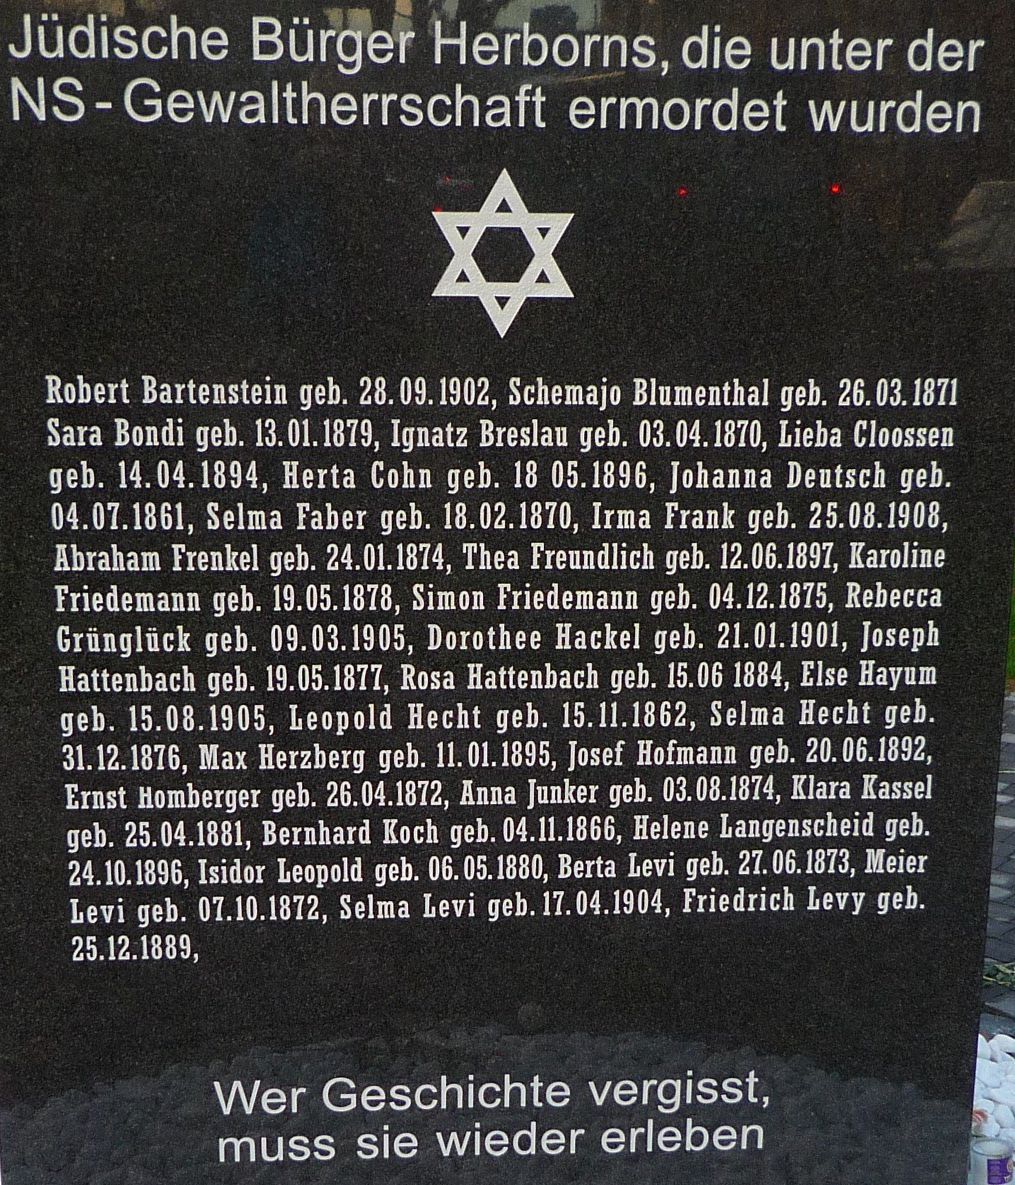 Jüdische Bürger Herborns, die unter der
NS-Gewaltherrschaft ermordet wurden
Robert Bartenstein geb. 28.09.1902, Schemajo Blumenthal geb. 26.03.1871
Sara Bondi geb. 13.01.1879, Ignatz Breslau geb. 03.04.1870, Lieba Cloossen
geb. 14.04.1894, Herta Cohn geb. 18 05.1896, Johanna Deutsch geb.
04.07.1861, Selma Faber geb. 18.02.1870, Irma Frank geb. 25.08.1908,
Abraham Frenkel geb. 24.01.1874, Thea Freundlich geb. 12.06.1897, Karoline
Friedemann geb. 19.05.1878, Simon Friedemann geb. 04.12.1875, Rebecca
Grünglück geb. 09.03.1905, Dorothee Hackel geb. 21.01.1901, Joseph
Hattenbach geb. 19.05.1877, Rosa Hattenbach geb. 15.06 1884, Else Hayum
geb. 15.08.1905, Leopold Hecht geb. 15.11.1862, Selma Hecht geb.
31.12.1876, Max Herzberg geb. 11.01.1895, Josef Hofmann geb. 20.06.1892,
Ernst Homberger geb. 26.04.1872, Anna Junker geb. 03.08.1874, Klara Kassel
geb. 25.04.1881, Bernhard Koch geb. 04.11.1866, Helene Langenscheid geb.
24.10.1896, Isidor Leopold geb. 06.05.1880, Berta Levi geb. 27.06.1873, Meier
Levi geb. 07.10.1872, Selma Levi geb. 17.04.1904, Friedrich Levy geb.
25.12.1889,
Wer Geschichte vergisst,
muss sie wieder erleben